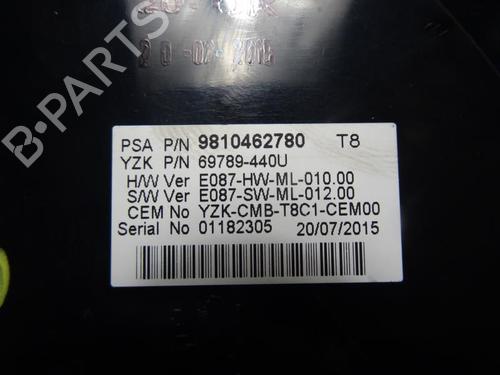 PSA P/N 9810462780 T8
YZK P/N 69789-440U
H/W Ver E087-HW-ML-010.00
S/W Ver E087-SW-ML-012.00
CEM No YZK-CMB-T8C1-CEM00
Serial No 01182305 20/07/2015